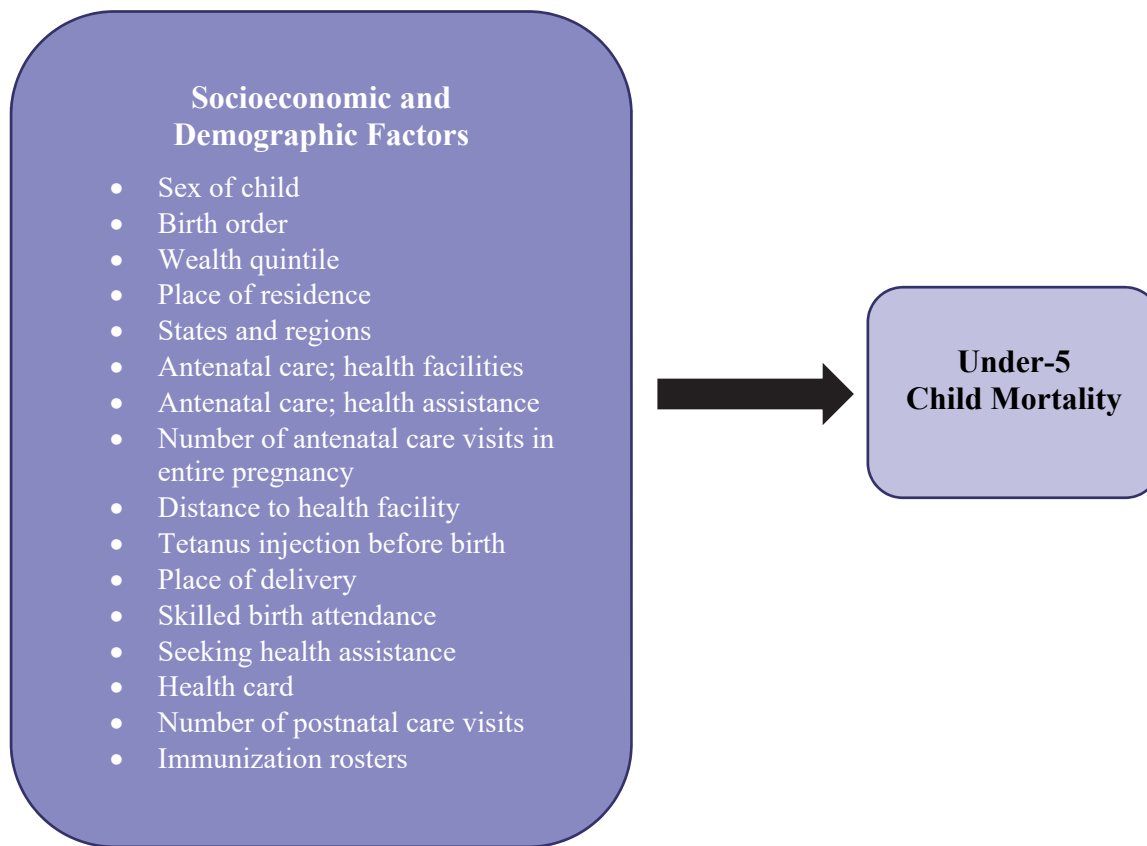 Socioeconomic and
Demographic Factors
• Sex of child
• Birth order
• Wealth quintile
• Place of residence
• States and regions
• Antenatal care; health facilities
• Antenatal care; health assistance
• Number of antenatal care visits in
entire pregnancy
• Distance to health facility
• Tetanus injection before birth
• Place of delivery
• Skilled birth attendance
• Seeking health assistance
• Health card
• Number of postnatal care visits
• Immunization rosters
Under-5
Child Mortality